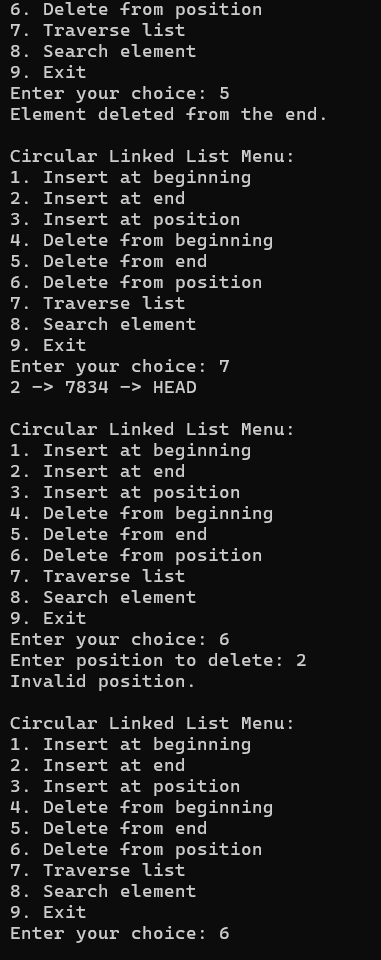 6. Delete from position
7. Traverse list
8. Search element
9. Exit
Enter your choice: 5
Element deleted from the end.
Circular Linked List Menu:
1. Insert at beginning
2. Insert at end
3. Insert at position
4. Delete from beginning
5. Delete from end
6. Delete from position
7. Traverse list
8. Search element
9. Exit
Enter your choice: 7
2 -> 7834 -> HEAD
Circular Linked List Menu:
1. Insert at beginning
2. Insert at end
3. Insert at position
4. Delete from beginning
5. Delete from end
6. Delete from position
7. Traverse list
8. Search element
9. Exit
Enter your choice: 6
Enter position to delete: 2
Invalid position.
Circular Linked List Menu:
1. Insert at beginning
2. Insert at end
3. Insert at position
4. Delete from beginning
5. Delete from end
6. Delete from position
7. Traverse list
8. Search element
9. Exit
Enter your choice: 6